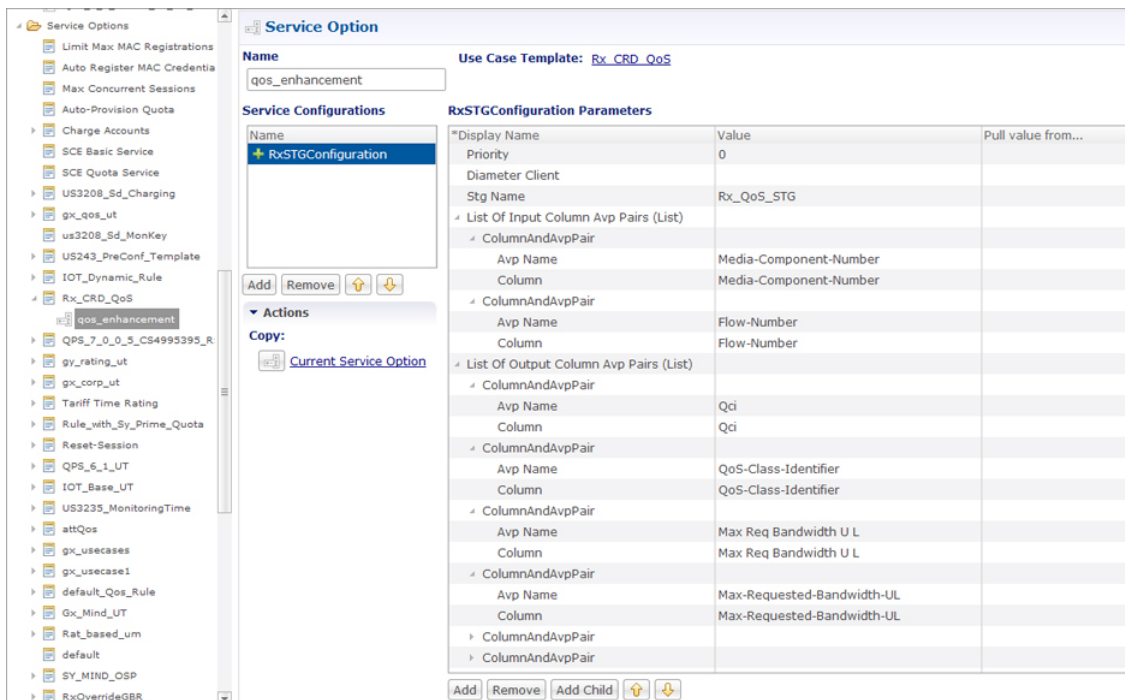 Service Options
Limit Max MAC Registrations
Auto Register MAC Credentia
Max Concurrent Sessions
Auto-Provision Quota
Charge Accounts
SCE Basic Service
SCE Quota Service
US3208_Sd_Charging
gx_qos_ut
us3208_Sd_MonKey
US243_PreConf_Template
IOT_Dynamic_Rule
Rx_CRD_QoS
qos_enhancement
QPS_7_0_0_5_CS4995395_R
gy_rating_ut
gx_corp_ut
Tariff Time Rating
Rule_with_Sy_Prime_Quota
Reset-Session
QPS_6_1_UT
IOT_Base_UT
US3235_MonitoringTime
attQos
gx_usecases
gx_usecase1
default_Qos_Rule
Gx_Mind_UT
Rat_based_um
default
SY_MIND_OSP
RxOverrideGBR
Service Option
Name
Use Case Template: Rx_CRD_QoS
qos_enhancement
Service Configurations
Name
RxSTGConfiguration
Add Remove
Actions
Copy:
Current Service Option
RxSTGConfiguration Parameters
*Display Name Value Pull value from...
Priority 0
Diameter Client
Stg Name Rx_QoS_STG
List Of Input Column Avp Pairs (List)
ColumnAndAvpPair
Avp Name Media-Component-Number
Column Media-Component-Number
ColumnAndAvpPair
Avp Name Flow-Number
Column Flow-Number
List Of Output Column Avp Pairs (List)
ColumnAndAvpPair
Avp Name Qci
Column Qci
ColumnAndAvpPair
Avp Name QoS-Class-Identifier
Column QoS-Class-Identifier
ColumnAndAvpPair
Avp Name Max Req Bandwidth U L
Column Max Req Bandwidth U L
ColumnAndAvpPair
Avp Name Max-Requested-Bandwidth-UL
Column Max-Requested-Bandwidth-UL
ColumnAndAvpPair
ColumnAndAvpPair
Add Remove Add Child